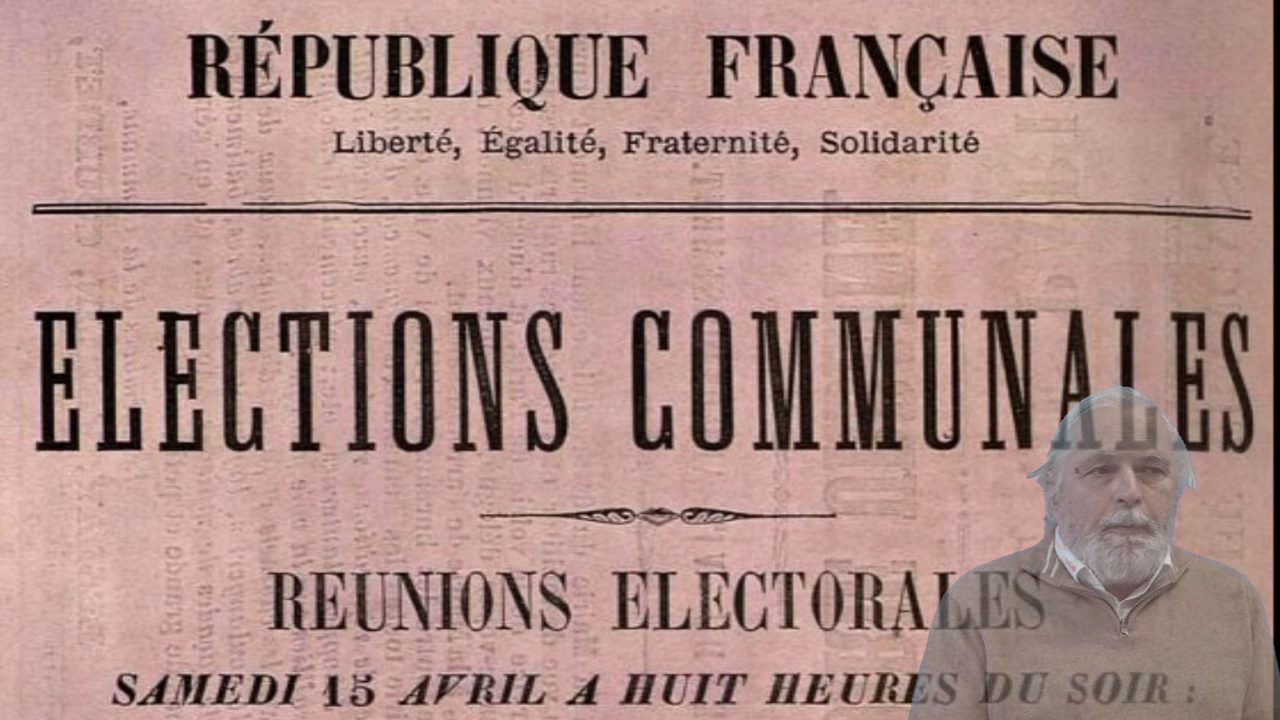 RÉPUBLIQUE FRANÇAISE
Liberté, Égalité, Fraternité, Solidarité
ELECTIONS COMMUNALES
REUNIONS ELECTORALES
SAMEDI 15 AVRIL A HUIT HEURES DU SOIR :